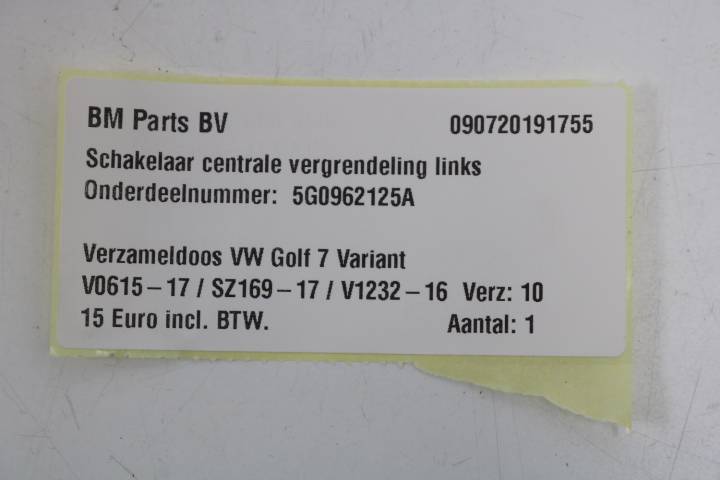 BM Parts BV 090720191755
Schakelaar centrale vergrendeling links
Onderdeelnummer: 5G0962125A
Verzameldoos VW Golf 7 Variant
V0615 – 17 / SZ169 – 17 / V1232 – 16 Verz: 10
15 Euro incl. BTW. Aantal: 1